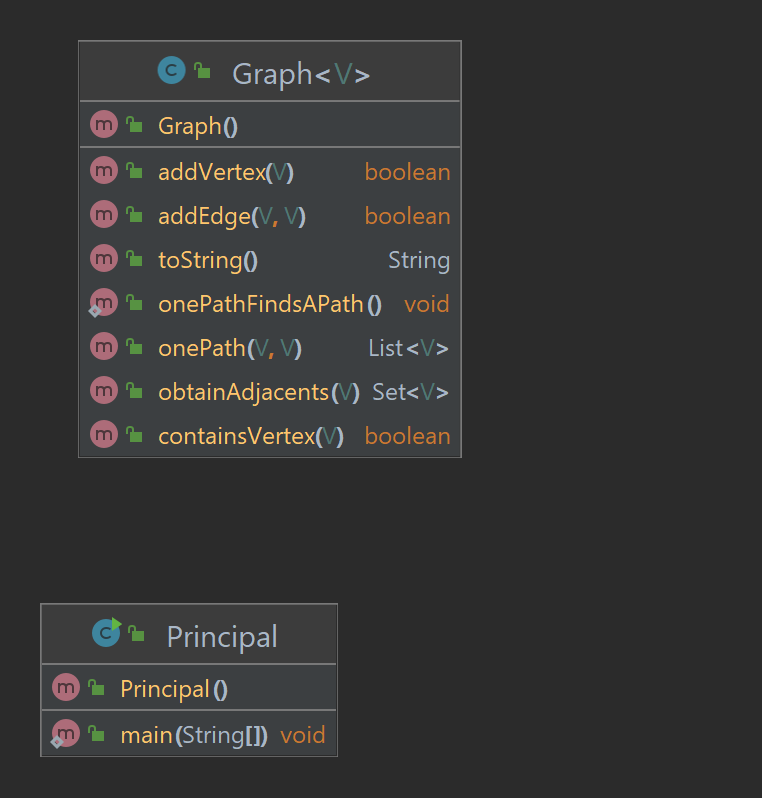 Graph<V>
Graph()
addVertex(V) boolean
addEdge(V, V) boolean
toString() String
onePathFindsAPath() void
onePath(V, V) List<V>
obtainAdjacents(V) Set<V>
containsVertex(V) boolean
Principal
Principal()
main(String[]) void